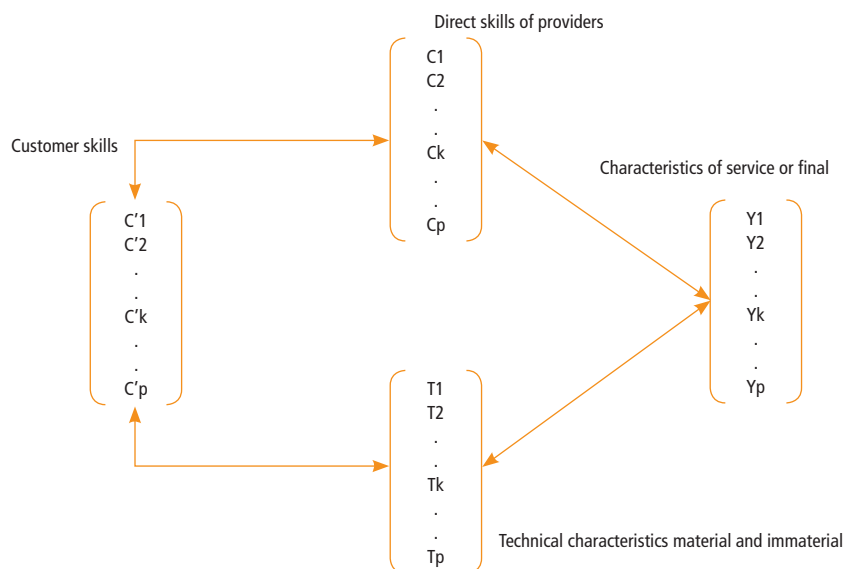 Direct skills of providers
C1
C2
.
.
Ck
.
.
Cp
Customer skills
C'1
C'2
.
.
C'k
.
.
C'p
Characteristics of service or final
Y1
Y2
.
.
Yk
.
.
Yp
T1
T2
.
.
Tk
.
.
Tp
Technical characteristics material and immaterial